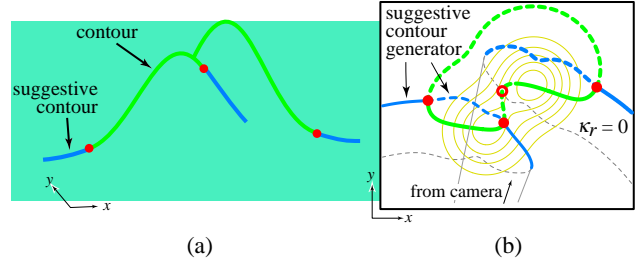 contour
suggestive
contour
y
x
(a)
suggestive
contour
generator
κr = 0
from camera
y
x
(b)